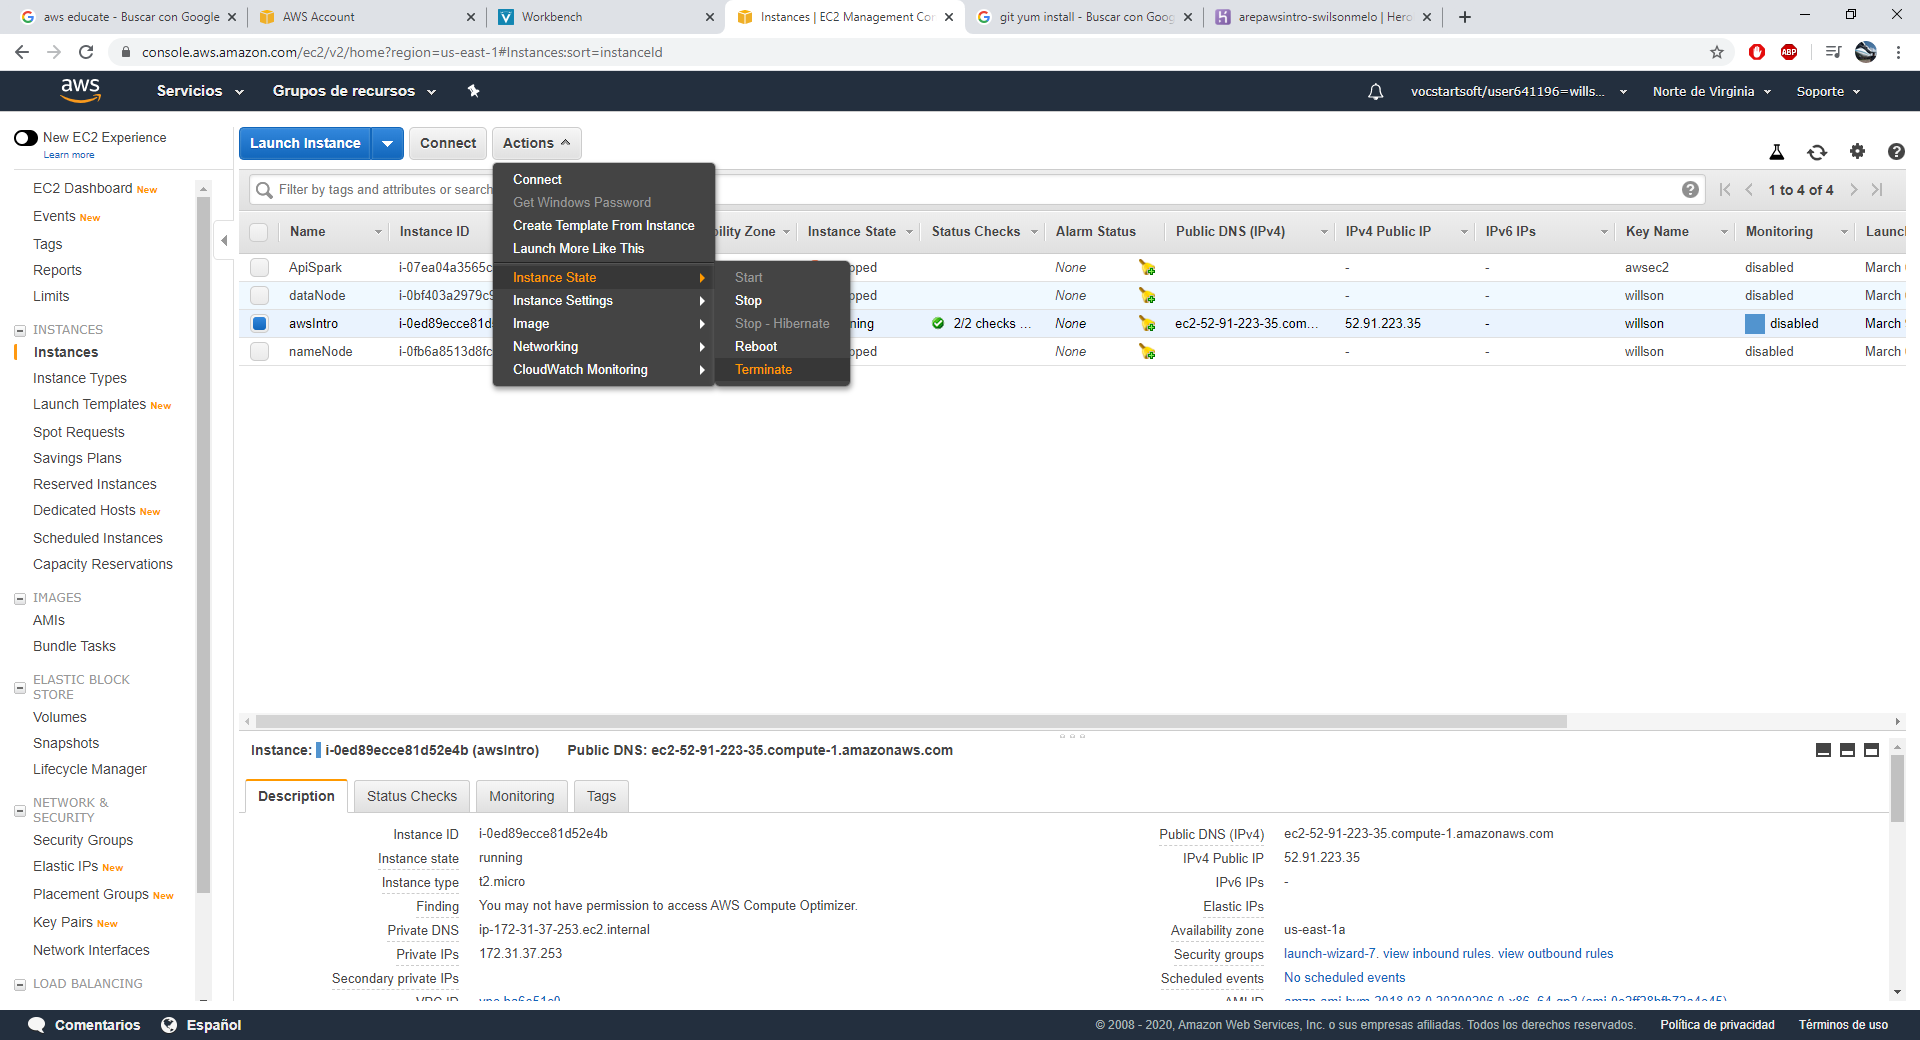 aws educate - Buscar con Google
AWS Account
Workbench
Instances | EC2 Management Con
git yum install - Buscar con Goog
arepawsintro-swilsonmelo | Hero
console.aws.amazon.com/ec2/v2/home?region=us-east-1#Instances:sort=instanceId
ABP
aws
Servicios
Grupos de recursos
vocstartsoft/user641196=wills...
Norte de Virginia
Soporte
New EC2 Experience
Learn more
EC2 Dashboard New
Events New
Tags
Reports
Limits
INSTANCES
Instances
Instance Types
Launch Templates New
Spot Requests
Savings Plans
Reserved Instances
Dedicated Hosts New
Scheduled Instances
Capacity Reservations
IMAGES
AMIs
Bundle Tasks
ELASTIC BLOCK
STORE
Volumes
Snapshots
Lifecycle Manager
NETWORK &
SECURITY
Security Groups
Elastic IPs New
Placement Groups New
Key Pairs New
Network Interfaces
LOAD BALANCING
Launch Instance
Connect
Actions
Filter by tags and attributes or search
1 to 4 of 4
Connect
Get Windows Password
Create Template From Instance
Launch More Like This
Instance State
Instance Settings
Image
Networking
CloudWatch Monitoring
Start
Stop
Stop - Hibernate
Reboot
Terminate
Name Instance ID bility Zone Instance State Status Checks Alarm Status Public DNS (IPv4) IPv4 Public IP IPv6 IPs Key Name Monitoring Launc
ApiSpark i-07ea04a3565c pped None - - awsec2 disabled March
dataNode i-0bf403a2979c9 pped None - - willson disabled March
awsIntro i-0ed89ecce81d ning 2/2 checks ... None ec2-52-91-223-35.com... 52.91.223.35 - willson disabled March
nameNode i-0fb6a8513d8fc pped None - - willson disabled March
Instance: i-0ed89ecce81d52e4b (awsIntro) Public DNS: ec2-52-91-223-35.compute-1.amazonaws.com
Description
Status Checks
Monitoring
Tags
Instance ID i-0ed89ecce81d52e4b
Instance state running
Instance type t2.micro
Finding You may not have permission to access AWS Compute Optimizer.
Private DNS ip-172-31-37-253.ec2.internal
Private IPs 172.31.37.253
Secondary private IPs
Public DNS (IPv4) ec2-52-91-223-35.compute-1.amazonaws.com
IPv4 Public IP 52.91.223.35
IPv6 IPs -
Elastic IPs
Availability zone us-east-1a
Security groups launch-wizard-7. view inbound rules. view outbound rules
Scheduled events No scheduled events
Comentarios
Español
© 2008 - 2020, Amazon Web Services, Inc. o sus empresas afiliadas. Todos los derechos reservados.
Política de privacidad
Términos de uso